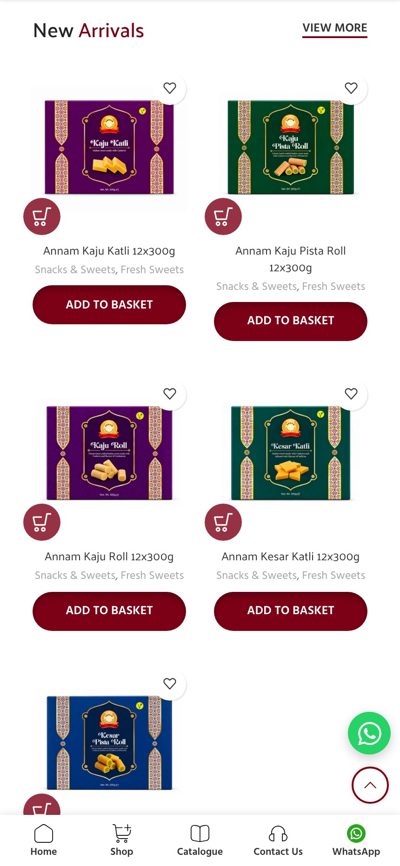 New Arrivals
VIEW MORE
Kaju Katli
Kaju
Pista Roll
Annam Kaju Katli 12x300g
Snacks & Sweets, Fresh Sweets
ADD TO BASKET
Annam Kaju Pista Roll
12x300g
Snacks & Sweets, Fresh Sweets
ADD TO BASKET
Kaju Roll
Kesar Katli
Annam Kaju Roll 12x300g
Snacks & Sweets, Fresh Sweets
ADD TO BASKET
Annam Kesar Katli 12x300g
Snacks & Sweets, Fresh Sweets
ADD TO BASKET
Kesar
Pista Roll
Home
Shop
Catalogue
Contact Us
WhatsApp